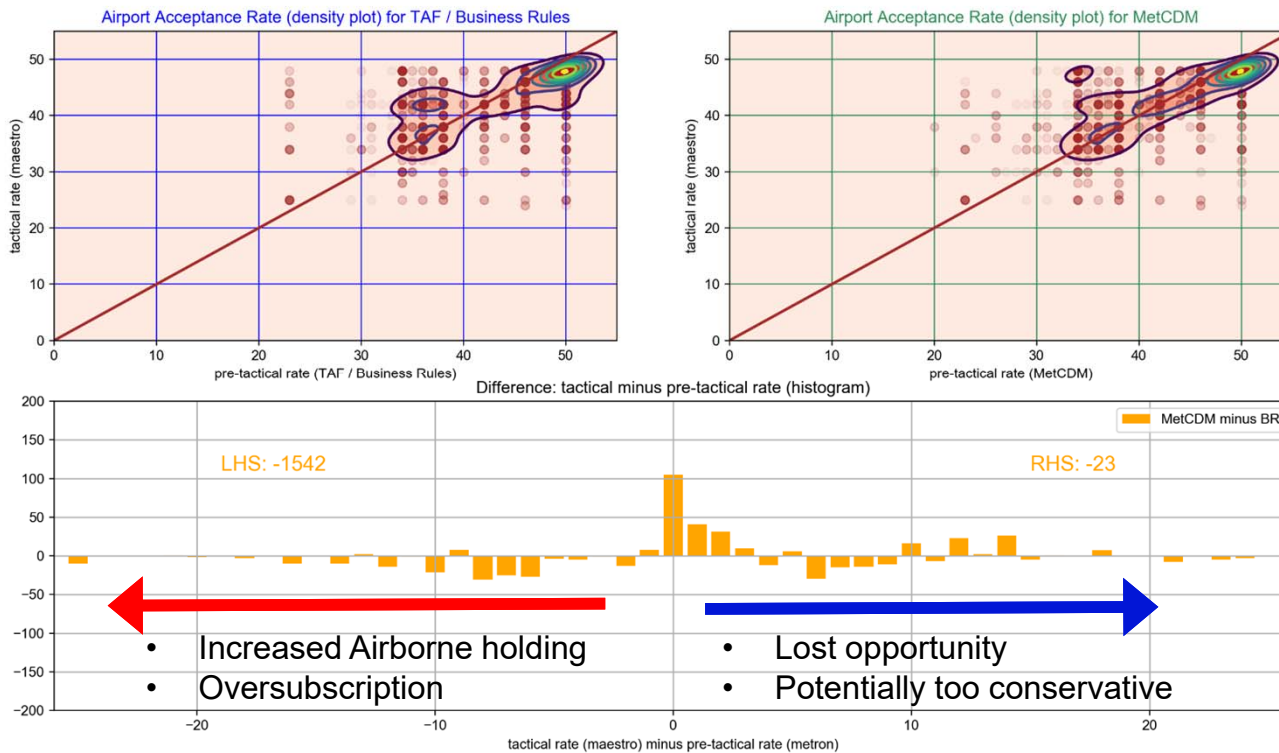 Airport Acceptance Rate (density plot) for TAF / Business Rules
50
40
30
20
10
0
tactical rate (maestro)
0 10 20 30 40 50
pre-tactical rate (TAF / Business Rules)
Airport Acceptance Rate (density plot) for MetCDM
50
40
30
20
10
0
tactical rate (maestro)
0 10 20 30 40 50
pre-tactical rate (MetCDM)
Difference: tactical minus pre-tactical rate (histogram)
200
150
100
50
0
−50
−100
−150
−200
MetCDM minus BR
LHS: -1542
RHS: -23
• Increased Airborne holding
• Oversubscription
• Lost opportunity
• Potentially too conservative
−20 −10 0 10 20
tactical rate (maestro) minus pre-tactical rate (metron)